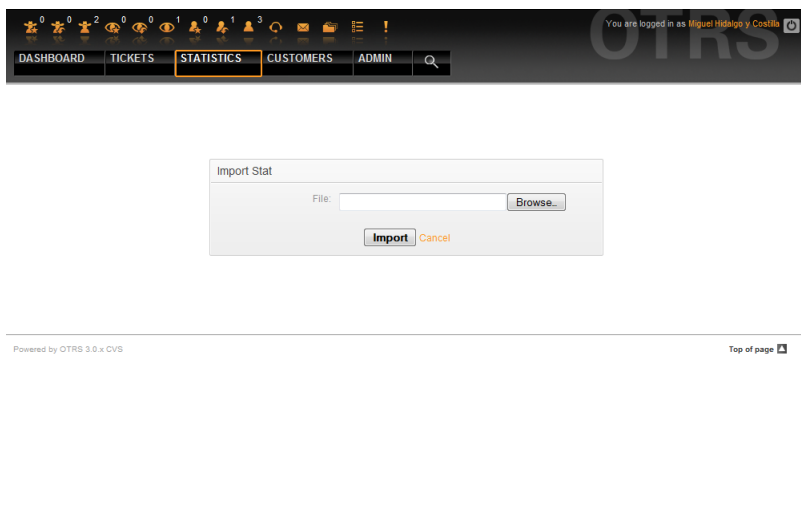 0 0 2 0 0 1 0 1 3
You are logged in as Miguel Hidalgo y Costilla
OTRS
DASHBOARD TICKETS STATISTICS CUSTOMERS ADMIN
Import Stat
File: Browse...
Import Cancel
Powered by OTRS 3.0.x CVS Top of page